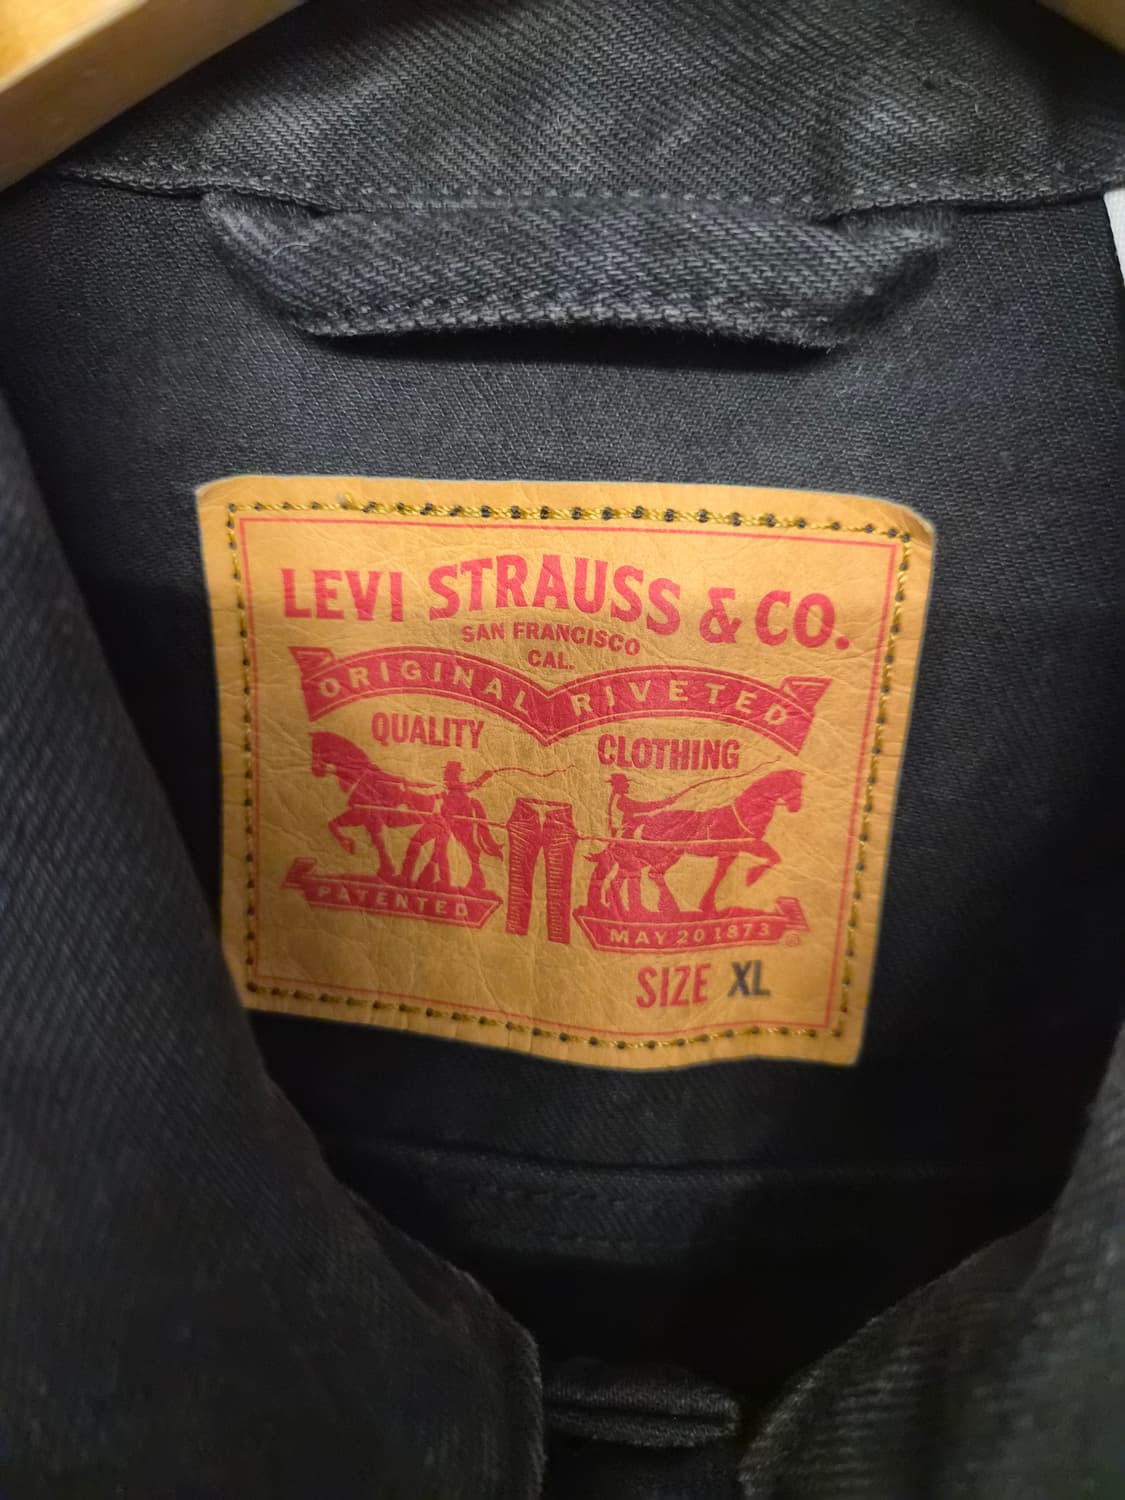 LEVI STRAUSS & CO.
SAN FRANCISCO
CAL.
ORIGINAL RIVETED
QUALITY CLOTHING
PATENTED MAY 20 1873 ®
SIZE XL